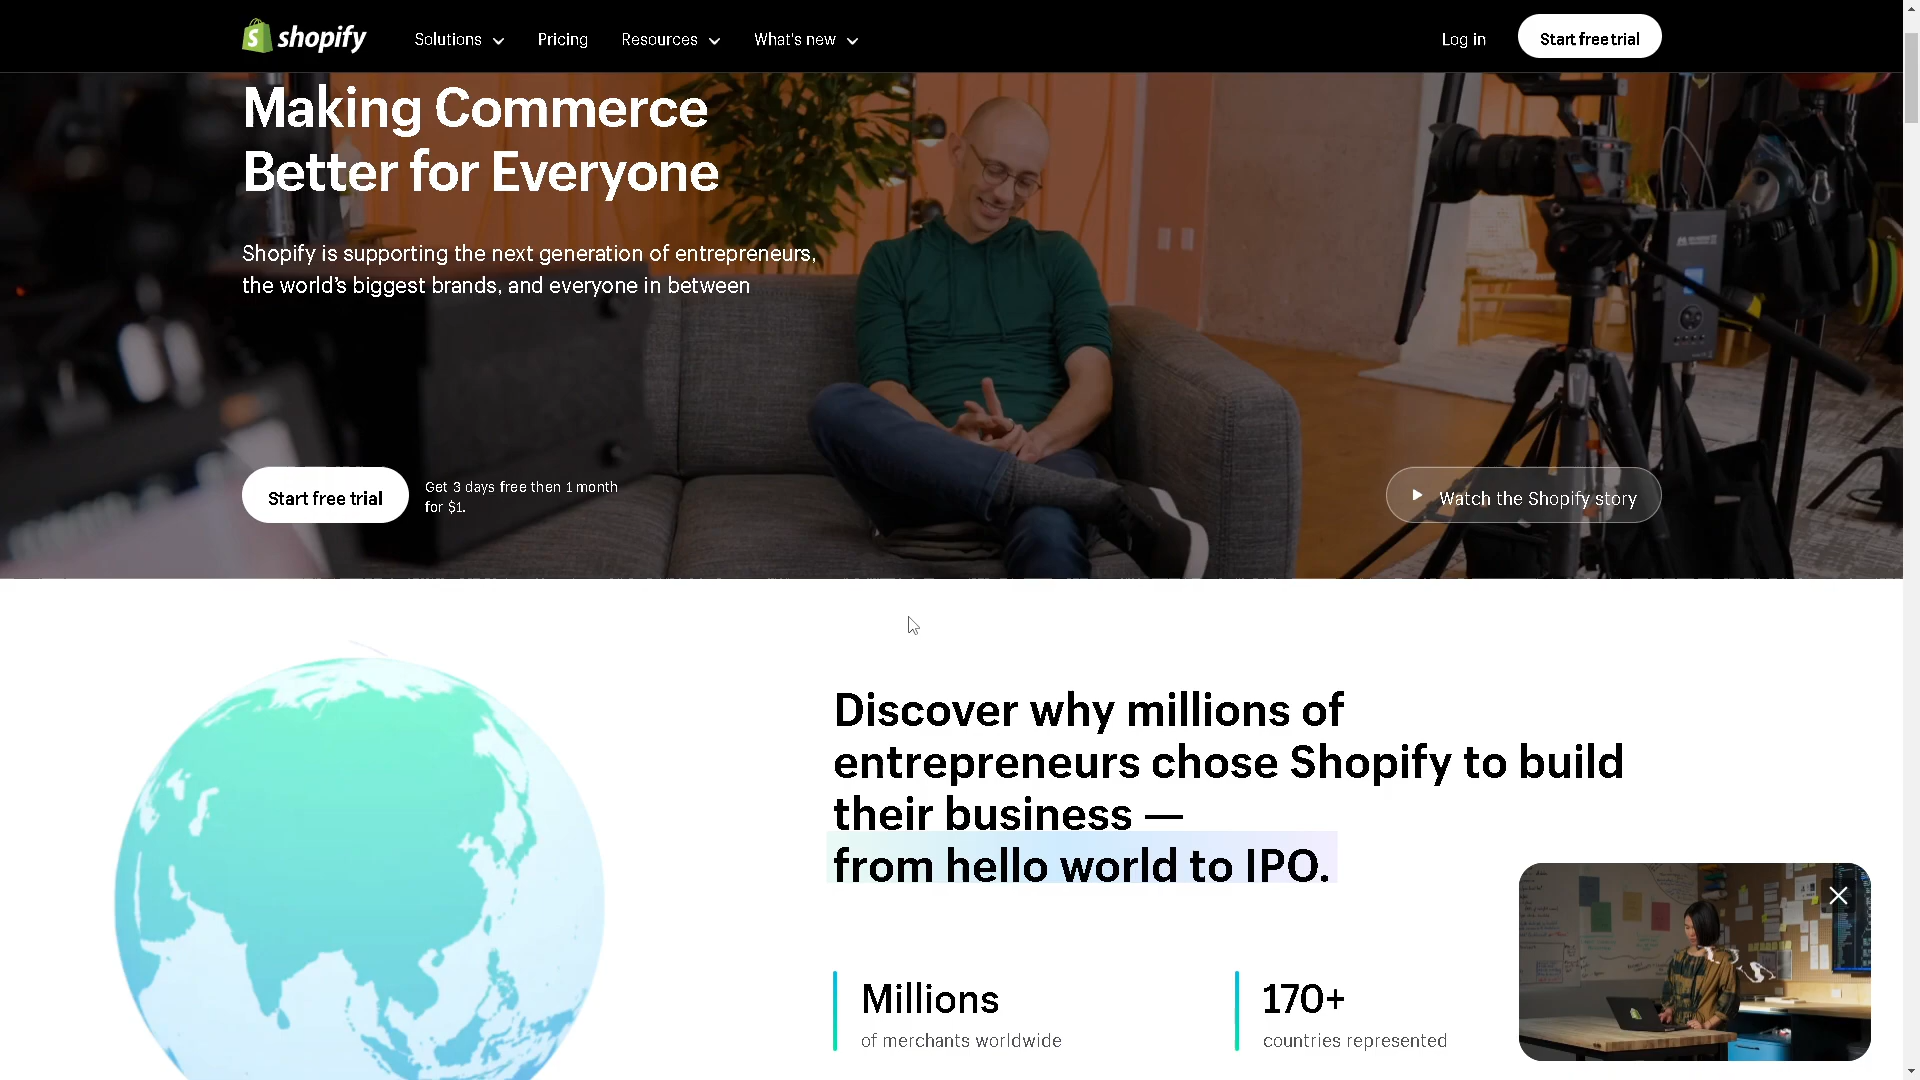 shopify
Solutions
Pricing
Resources
What's new
Log in
Start free trial
Making Commerce
Better for Everyone
Shopify is supporting the next generation of entrepreneurs,
the world's biggest brands, and everyone in between
Start free trial
Get 3 days free then 1 month
for $1.
Watch the Shopify story
Discover why millions of
entrepreneurs chose Shopify to build
their business —
from hello world to IPO.
Millions
of merchants worldwide
170+
countries represented